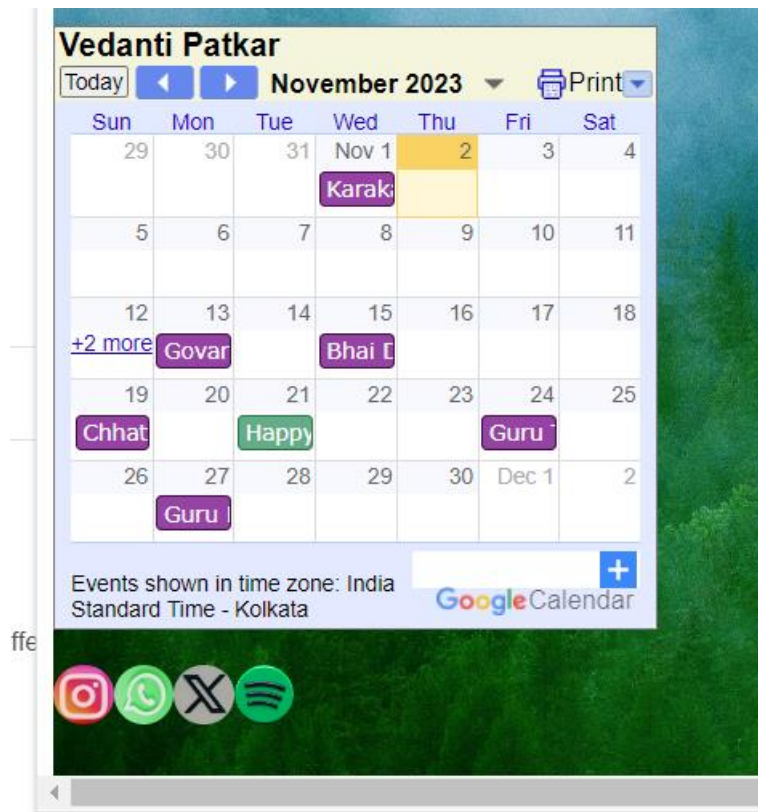 Vedanti Patkar
Today November 2023 Print
Sun Mon Tue Wed Thu Fri Sat
29 30 31 Nov 1 2 3 4
Karak
5 6 7 8 9 10 11
12 13 14 15 16 17 18
+2 more Govar Bhai D
19 20 21 22 23 24 25
Chhat Happy Guru
26 27 28 29 30 Dec 1 2
Guru
Events shown in time zone: India
Standard Time - Kolkata
+
Google Calendar
ffe